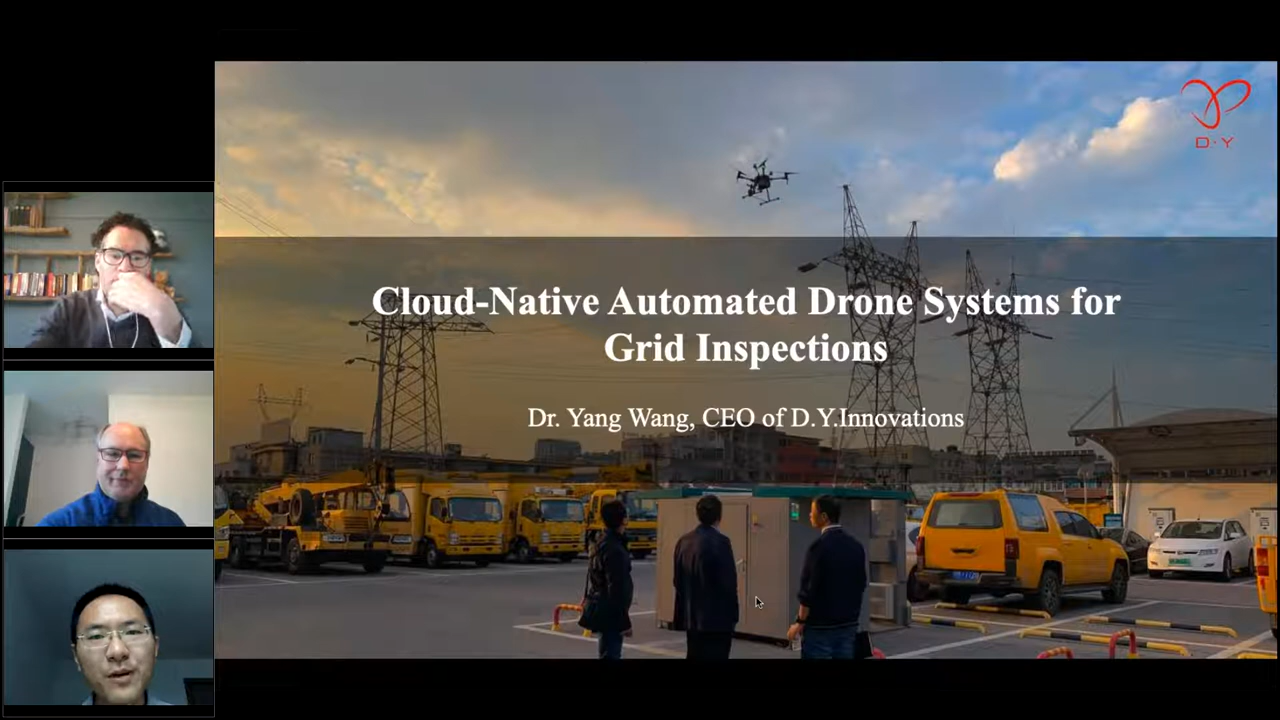 D·Y
Cloud-Native Automated Drone Systems for
Grid Inspections
Dr. Yang Wang, CEO of D.Y.Innovations